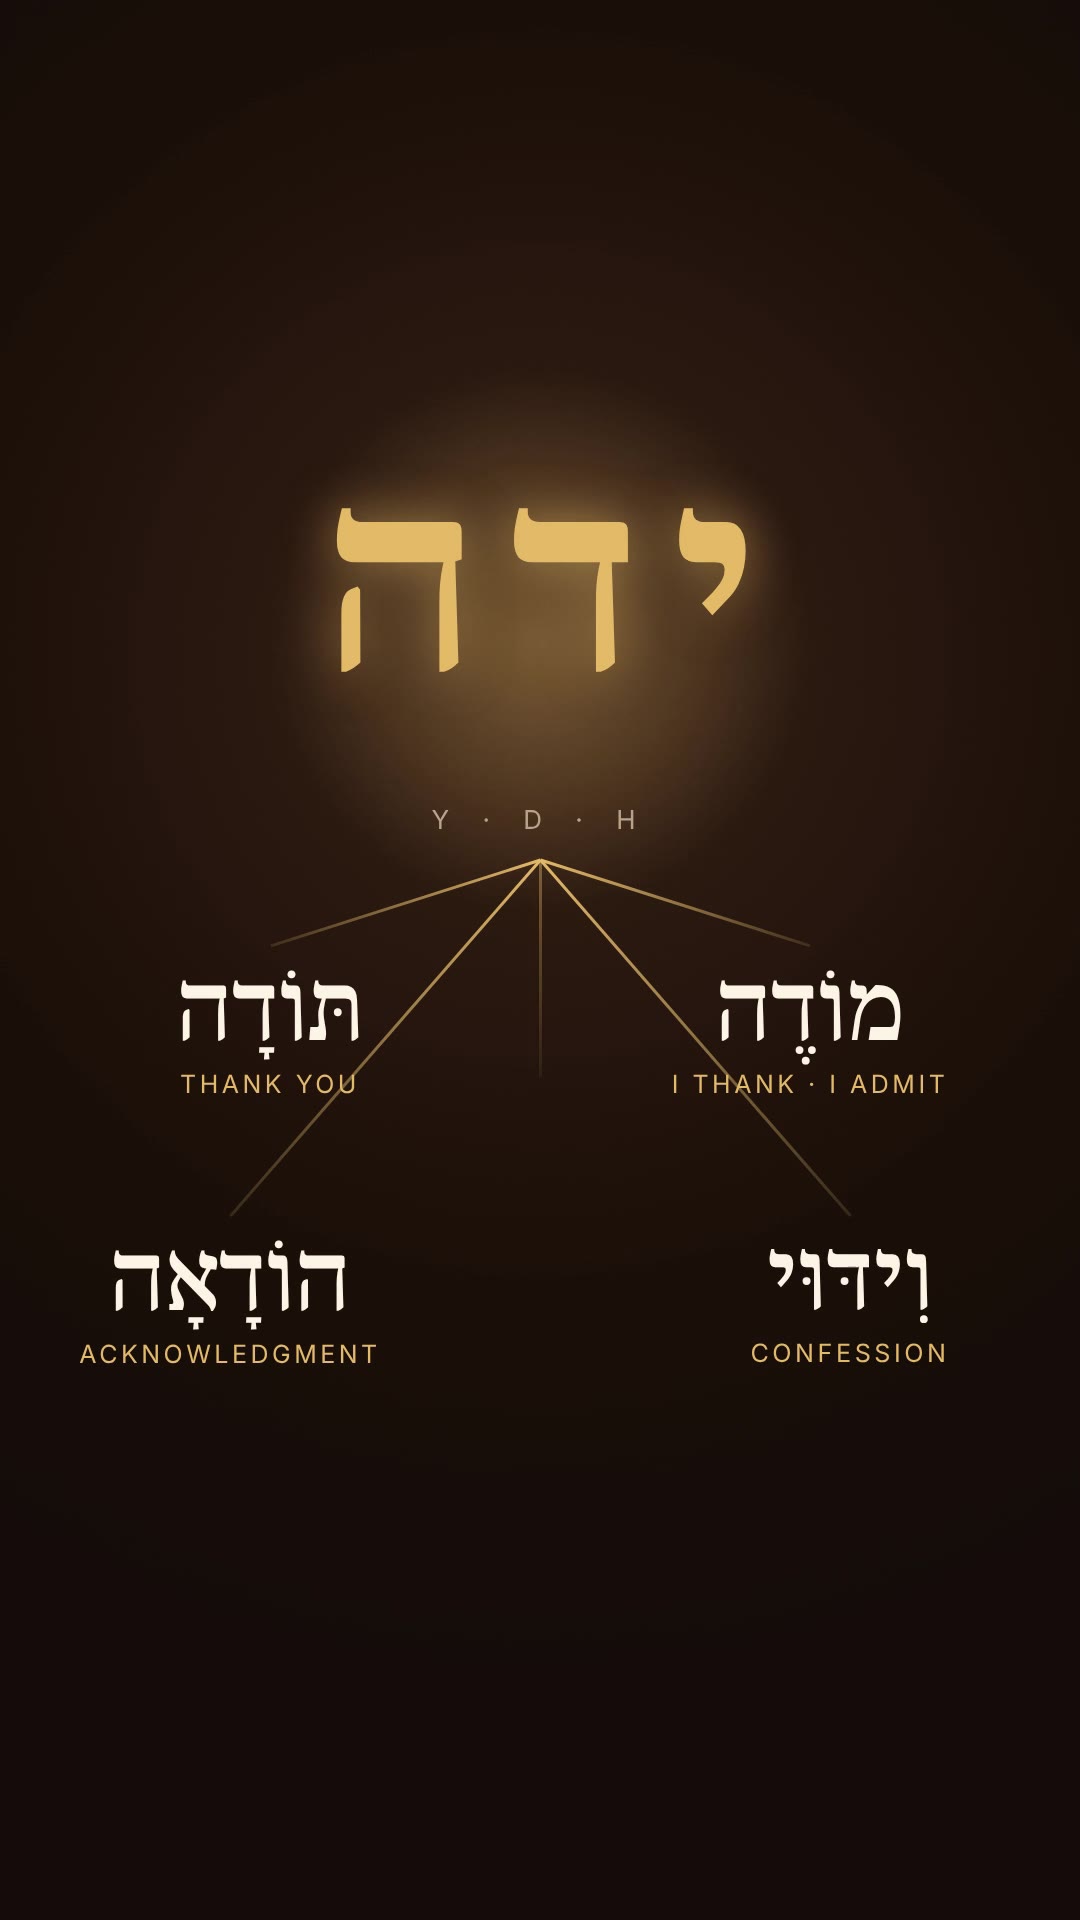 ידה
Y · D · H
תּוֹדָה
THANK YOU
מוֹדֶה
I THANK · I ADMIT
הוֹדָאָה
ACKNOWLEDGMENT
וִידּוּי
CONFESSION